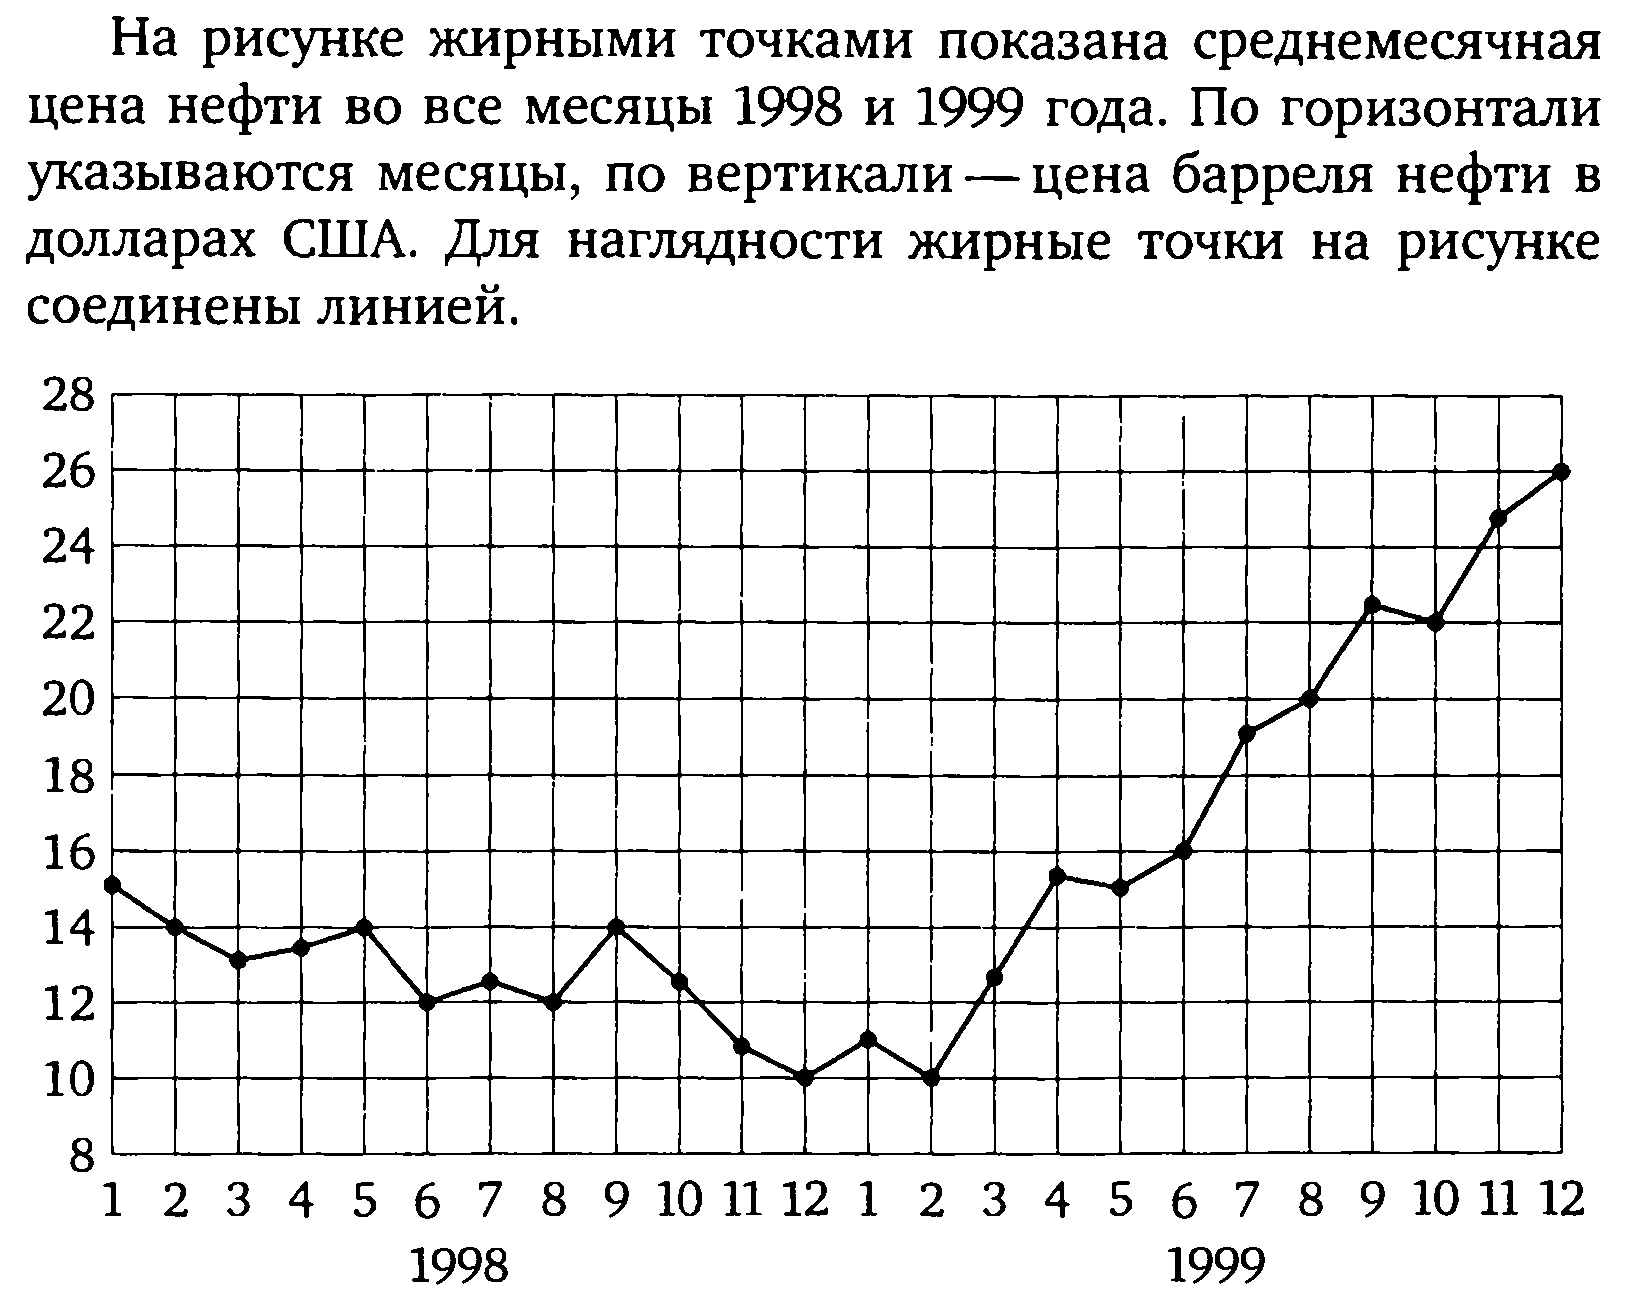 На рисунке жирными точками показана среднемесячная
цена нефти во все месяцы 1998 и 1999 года. По горизонтали
указываются месяцы, по вертикали — цена барреля нефти в
долларах США. Для наглядности жирные точки на рисунке
соединены линией.
28
26
24
22
20
18
16
14
12
10
8
1 2 3 4 5 6 7 8 9 10 11 12 1 2 3 4 5 6 7 8 9 10 11 12
1998 1999